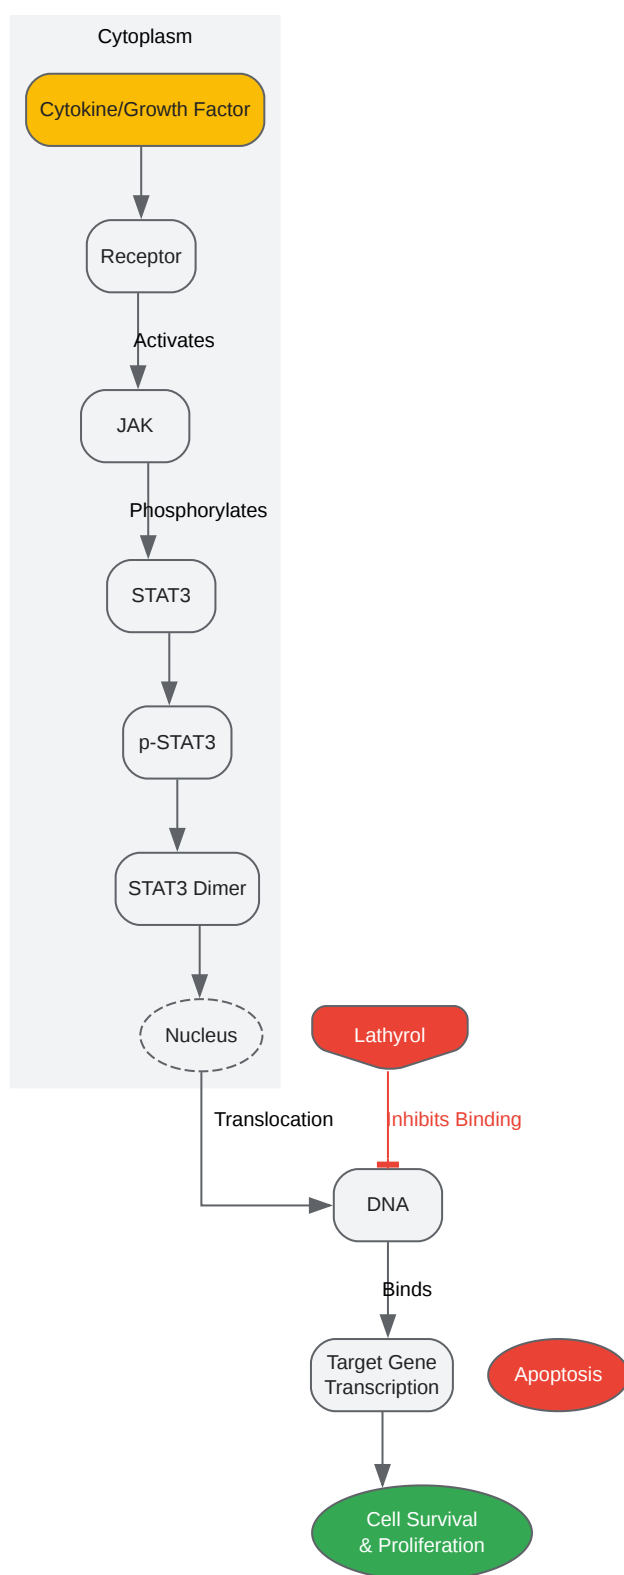 Cytoplasm
Cytokine/Growth Factor
Receptor
Activates
JAK
Phosphorylates
STAT3
p-STAT3
STAT3 Dimer
Nucleus
Lathyrol
Translocation
Inhibits Binding
DNA
Binds
Target Gene
Transcription
Apoptosis
Cell Survival
& Proliferation